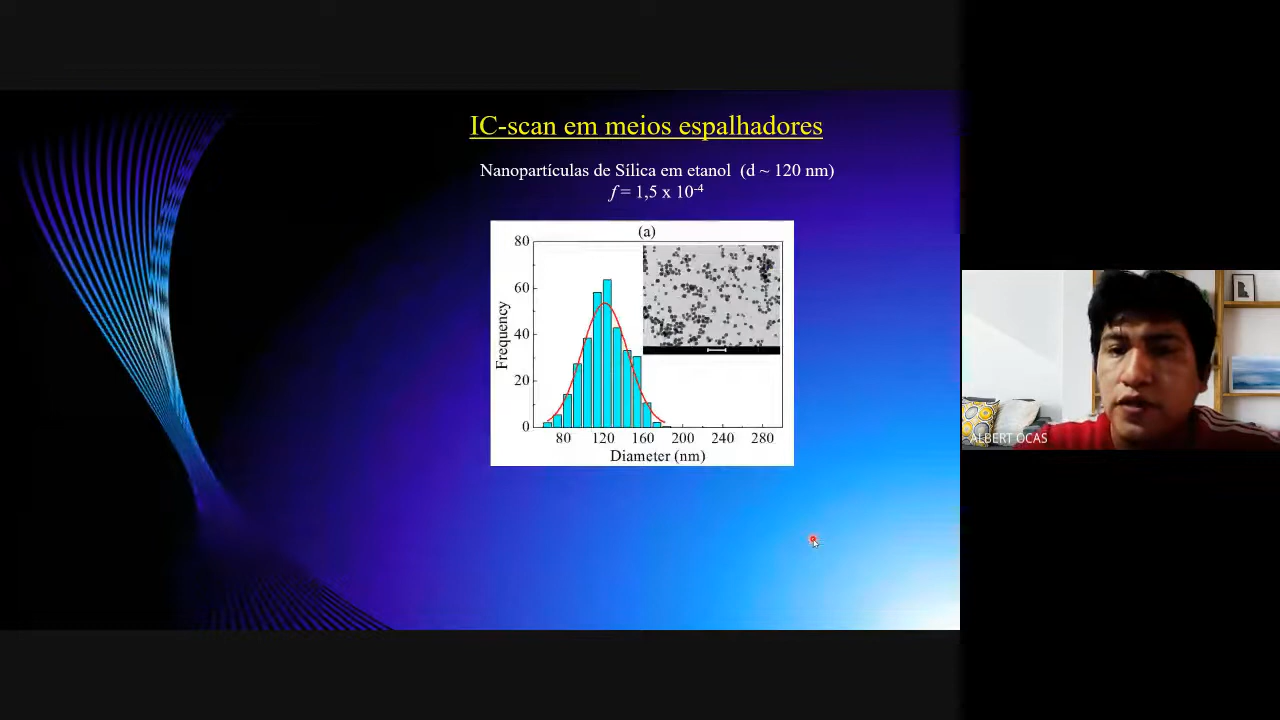 IC-scan em meios espalhadores
Nanopartículas de Sílica em etanol (d ~ 120 nm)
f = 1,5 x 10⁻⁴
(a)
80
60
40
20
0
Frequency
80 120 160 200 240 280
Diameter (nm)
ALBERT OCAS